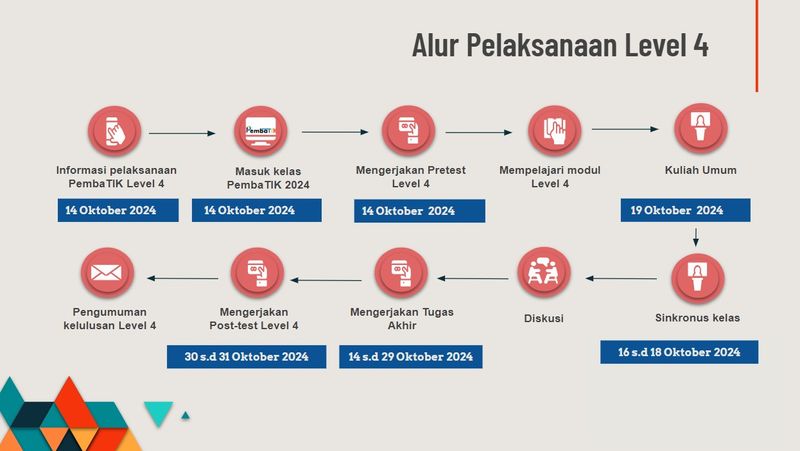 Alur Pelaksanaan Level 4
PembaTIK
Informasi pelaksanaan
PembaTIK Level 4
14 Oktober 2024
Masuk kelas
PembaTIK 2024
14 Oktober 2024
Mengerjakan Pretest
Level 4
14 Oktober 2024
Mempelajari modul
Level 4
Kuliah Umum
19 Oktober 2024
Sinkronus kelas
16 s.d 18 Oktober 2024
Diskusi
Mengerjakan Tugas
Akhir
14 s.d 29 Oktober 2024
Mengerjakan
Post-test Level 4
30 s.d 31 Oktober 2024
Pengumuman
kelulusan Level 4